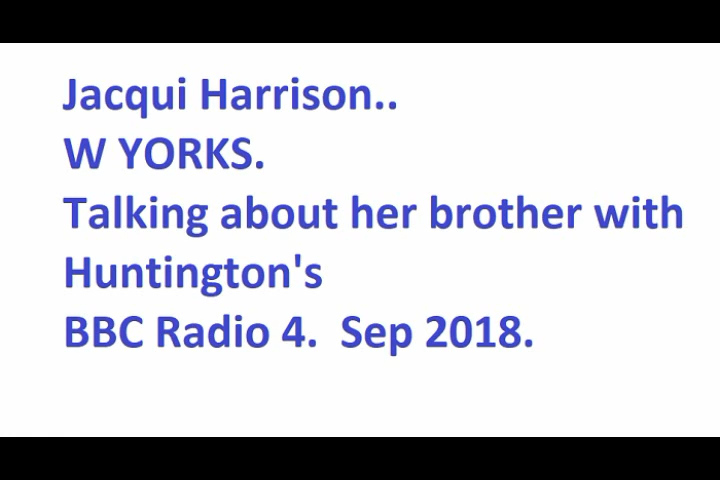 Jacqui Harrison..
W YORKS.
Talking about her brother with
Huntington's
BBC Radio 4.  Sep 2018.